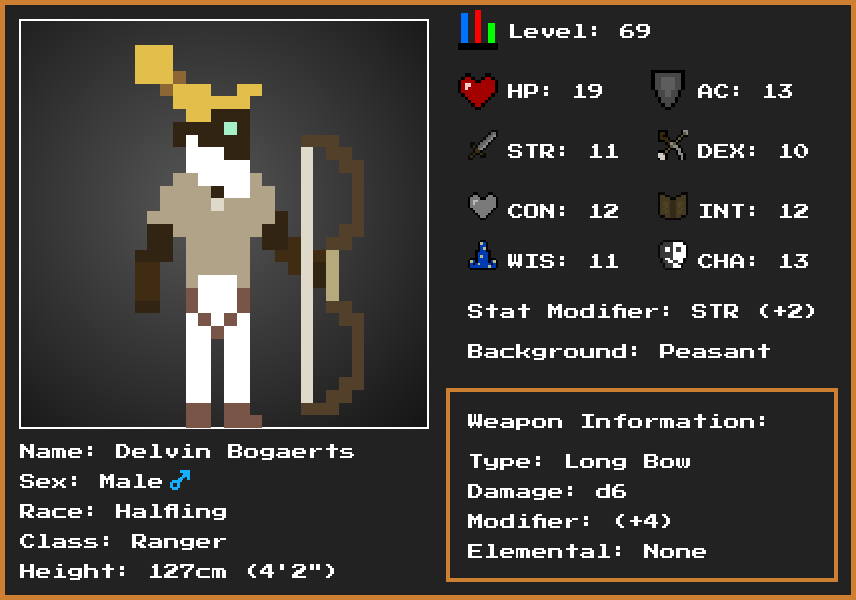 Level: 69
HP: 19
AC: 13
STR: 11
DEX: 10
CON: 12
INT: 12
WIS: 11
CHA: 13
Stat Modifier: STR (+2)
Background: Peasant
Weapon Information:
Type: Long Bow
Damage: d6
Modifier: (+4)
Elemental: None
Name: Delvin Bogaerts
Sex: Male♂
Race: Halfling
Class: Ranger
Height: 127cm (4'2")